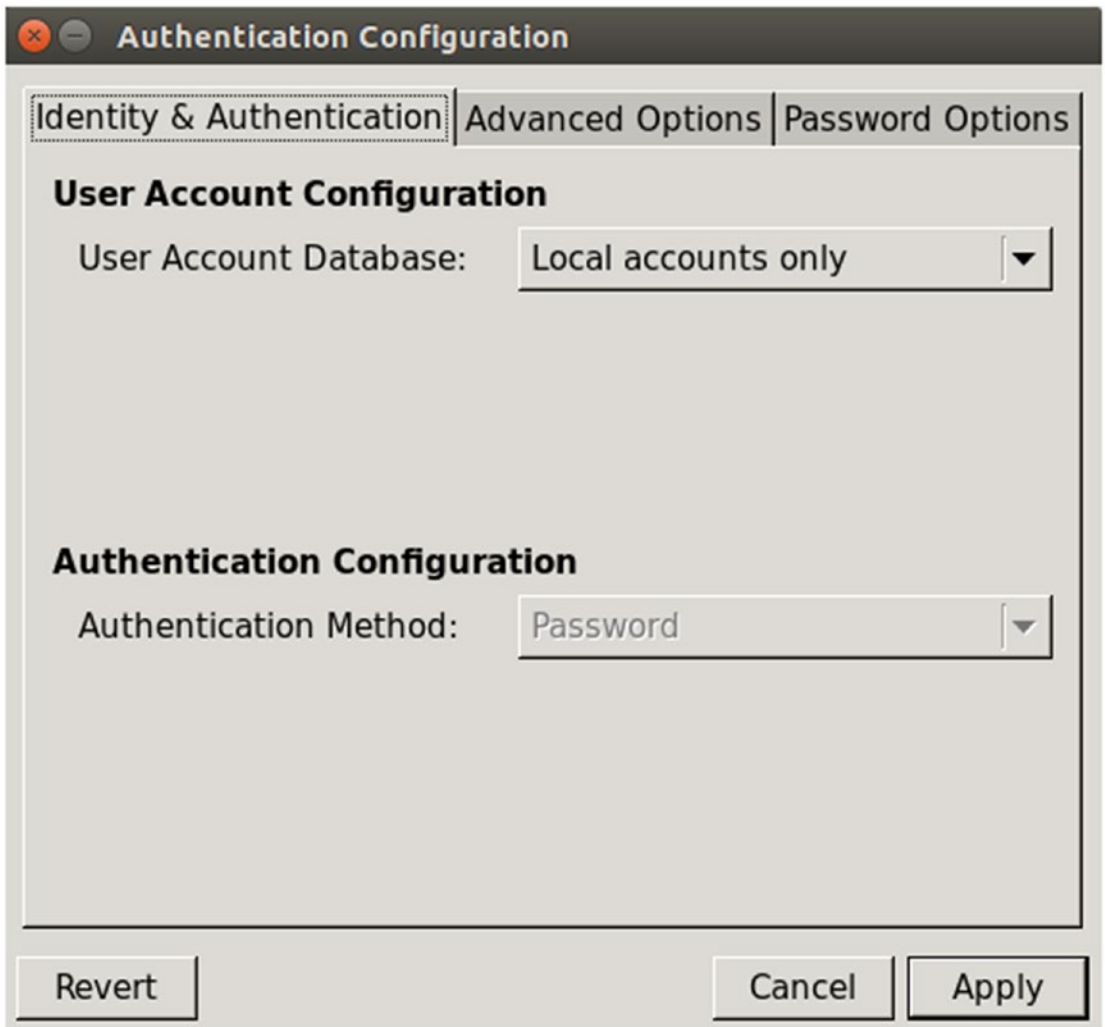 Authentication Configuration
Identity & Authentication Advanced Options Password Options
User Account Configuration
User Account Database: Local accounts only
Authentication Configuration
Authentication Method: Password
Revert Cancel Apply